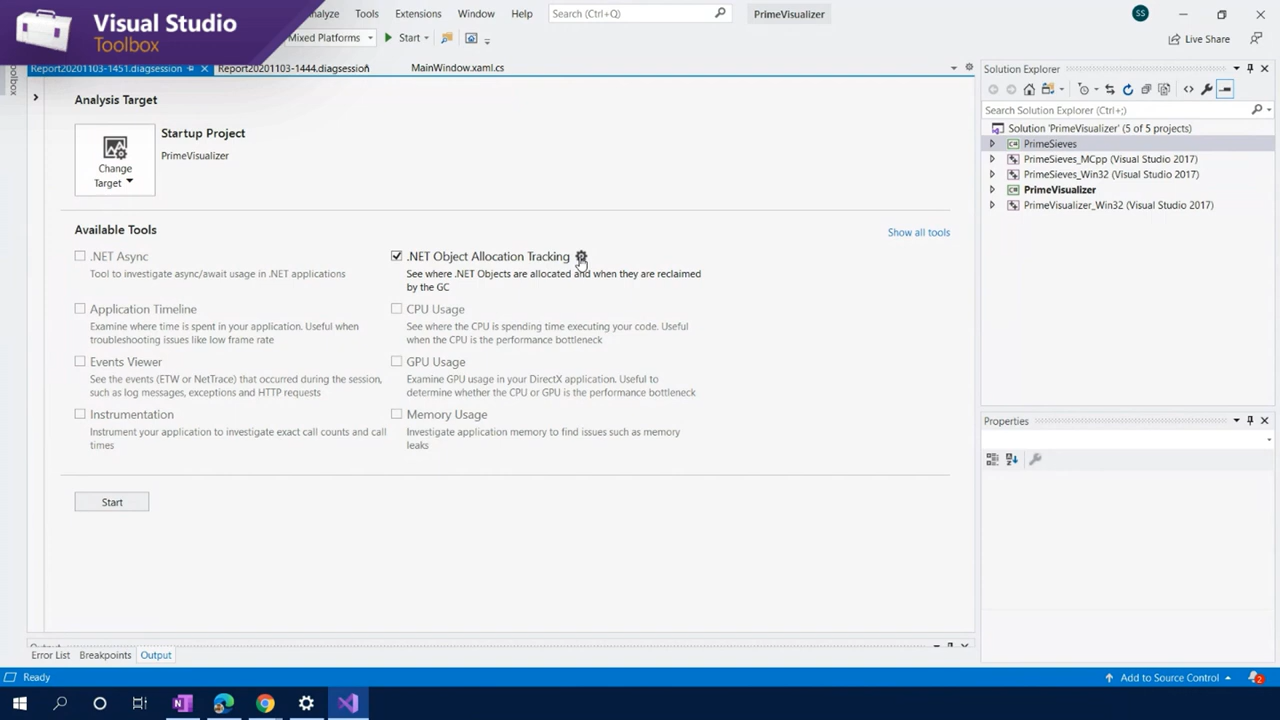 Visual Studio
Toolbox
Tools
Extensions
Window
Help
Search (Ctrl+Q)
PrimeVisualizer
SS
Mixed Platforms
Start
Live Share
Report20201103-1451.diagsession
Report20201103-1444.diagsession
MainWindow.xaml.cs
Analysis Target
Change
Target
Startup Project
PrimeVisualizer
Available Tools
Show all tools
.NET Async
Tool to investigate async/await usage in .NET applications
.NET Object Allocation Tracking
See where .NET Objects are allocated and when they are reclaimed
by the GC
Application Timeline
Examine where time is spent in your application. Useful when
troubleshooting issues like low frame rate
CPU Usage
See where the CPU is spending time executing your code. Useful
when the CPU is the performance bottleneck
Events Viewer
See the events (ETW or NetTrace) that occurred during the session,
such as log messages, exceptions and HTTP requests
GPU Usage
Examine GPU usage in your DirectX application. Useful to
determine whether the CPU or GPU is the performance bottleneck
Instrumentation
Instrument your application to investigate exact call counts and call
times
Memory Usage
Investigate application memory to find issues such as memory
leaks
Start
Solution Explorer
Search Solution Explorer (Ctrl+;)
Solution 'PrimeVisualizer' (5 of 5 projects)
PrimeSieves
PrimeSieves_MCpp (Visual Studio 2017)
PrimeSieves_Win32 (Visual Studio 2017)
PrimeVisualizer
PrimeVisualizer_Win32 (Visual Studio 2017)
Properties
Error List
Breakpoints
Output
Ready
Add to Source Control
2